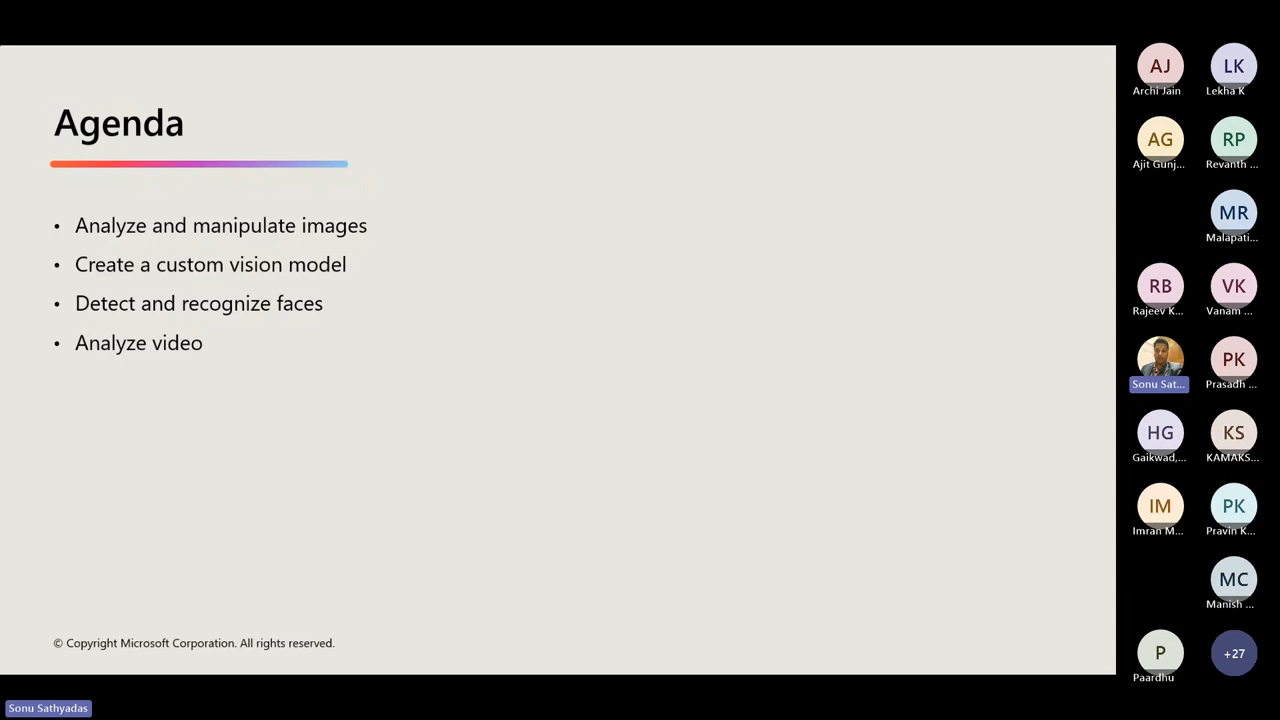 Agenda
• Analyze and manipulate images
• Create a custom vision model
• Detect and recognize faces
• Analyze video
© Copyright Microsoft Corporation. All rights reserved.
AJ
Archi Jain
LK
Lekha K
AG
Ajit Gunj...
RP
Revanth ...
MR
Malapati...
RB
Rajeev K...
VK
Vanam ...
Sonu Sat...
PK
Prasadh ...
HG
Gaikwad,...
KS
KAMAKS...
IM
Imran M...
PK
Pravin K...
MC
Manish ...
P
Paardhu
+27
Sonu Sathyadas